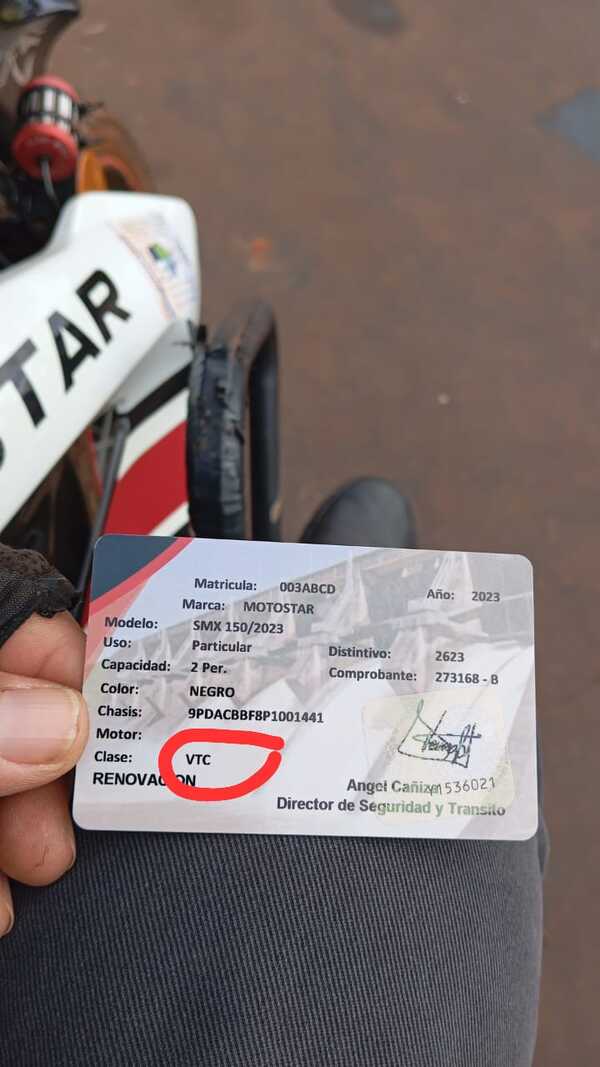 STAR
Matricula: 003ABCD
Marca: MOTOSTAR
Año: 2023
Modelo: SMX 150/2023
Uso: Particular
Distintivo: 2623
Capacidad: 2 Per.
Comprobante: 273168 - B
Color: NEGRO
Chasis: 9PDACBBF8P1001441
Motor:
Clase: VTC
RENOVACION
Angel Cañiza
1536021
Director de Seguridad y Transito